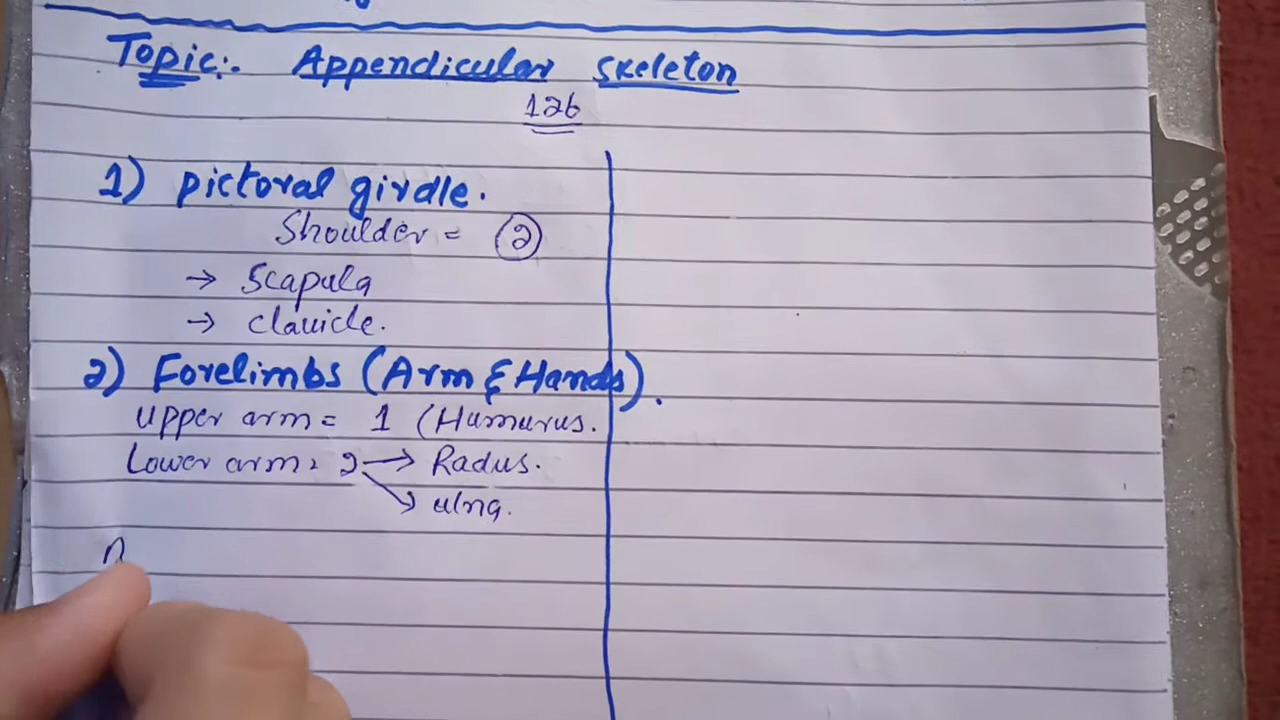 Topic:. Appendicular skeleton
126
1) pictoral girdle.
Shoulder = 2
→ Scapula
→ clavicle.
2) Forelimbs (Arm & Hands).
upper arm = 1 (Humurus.
Lower arm = 2 → Radus.
→ ulna.